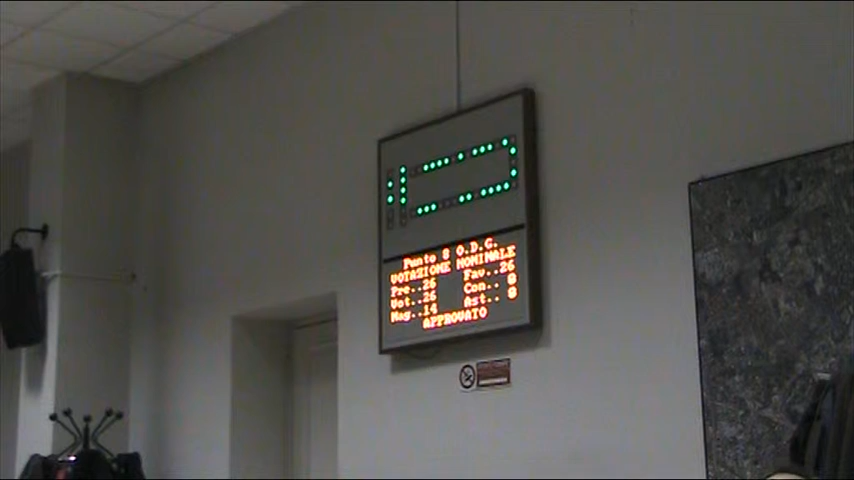 Punto 8 O.D.G.
VOTAZIONE NOMINALE
Pre..26 Fav..26
Vot..26 Con.. 0
Mag..14 Ast.. 0
APPROVATO